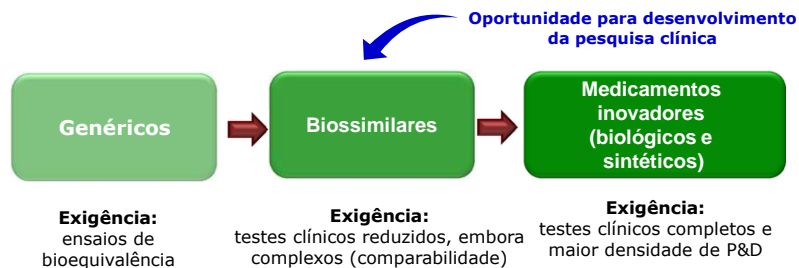 Oportunidade para desenvolvimento
da pesquisa clínica
Genéricos
Biossimilares
Medicamentos
inovadores
(biológicos e
sintéticos)
Exigência:
ensaios de
bioequivalência
Exigência:
testes clínicos reduzidos, embora
complexos (comparabilidade)
Exigência:
testes clínicos completos e
maior densidade de P&D